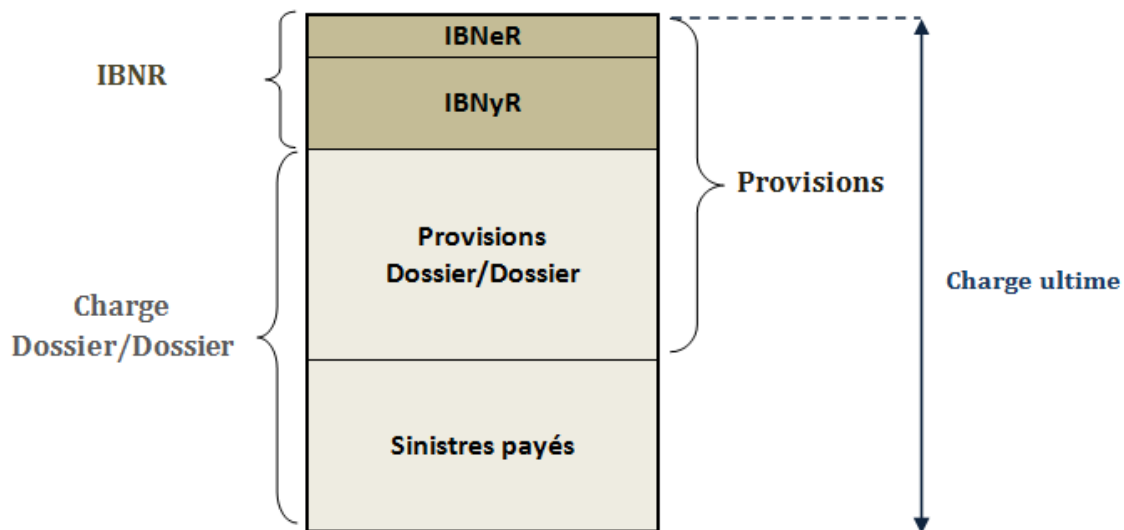 IBNeR
IBNR
IBNyR
Provisions
Provisions
Dossier/Dossier
Charge ultime
Charge
Dossier/Dossier
Sinistres payés